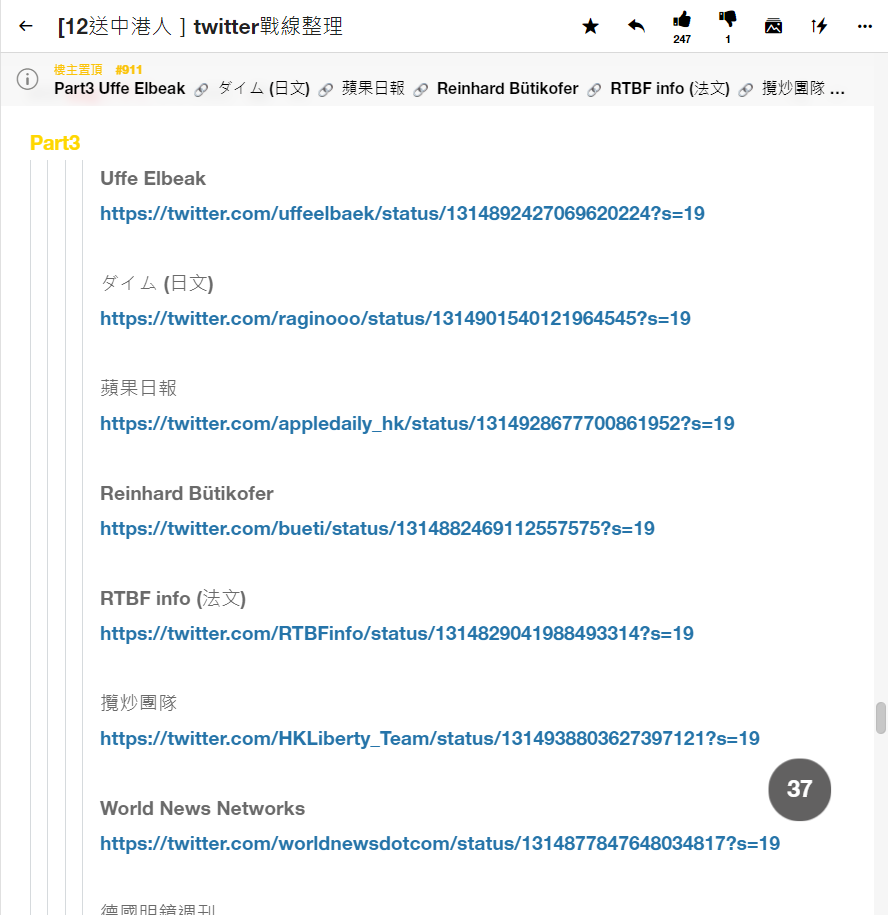 [12送中港人 ] twitter戰線整理
247
1
樓主置頂 #911
Part3 Uffe Elbeak ダイム (日文) 蘋果日報 Reinhard Bütikofer RTBF info (法文) 攬炒團隊 ...
Part3
Uffe Elbeak
https://twitter.com/uffeelbaek/status/1314892427069620224?s=19
ダイム (日文)
https://twitter.com/raginooo/status/1314901540121964545?s=19
蘋果日報
https://twitter.com/appledaily_hk/status/1314928677700861952?s=19
Reinhard Bütikofer
https://twitter.com/bueti/status/1314882469112557575?s=19
RTBF info (法文)
https://twitter.com/RTBFinfo/status/1314829041988493314?s=19
攬炒團隊
https://twitter.com/HKLiberty_Team/status/1314938803627397121?s=19
37
World News Networks
https://twitter.com/worldnewsdotcom/status/1314877847648034817?s=19
德國明鏡週刊